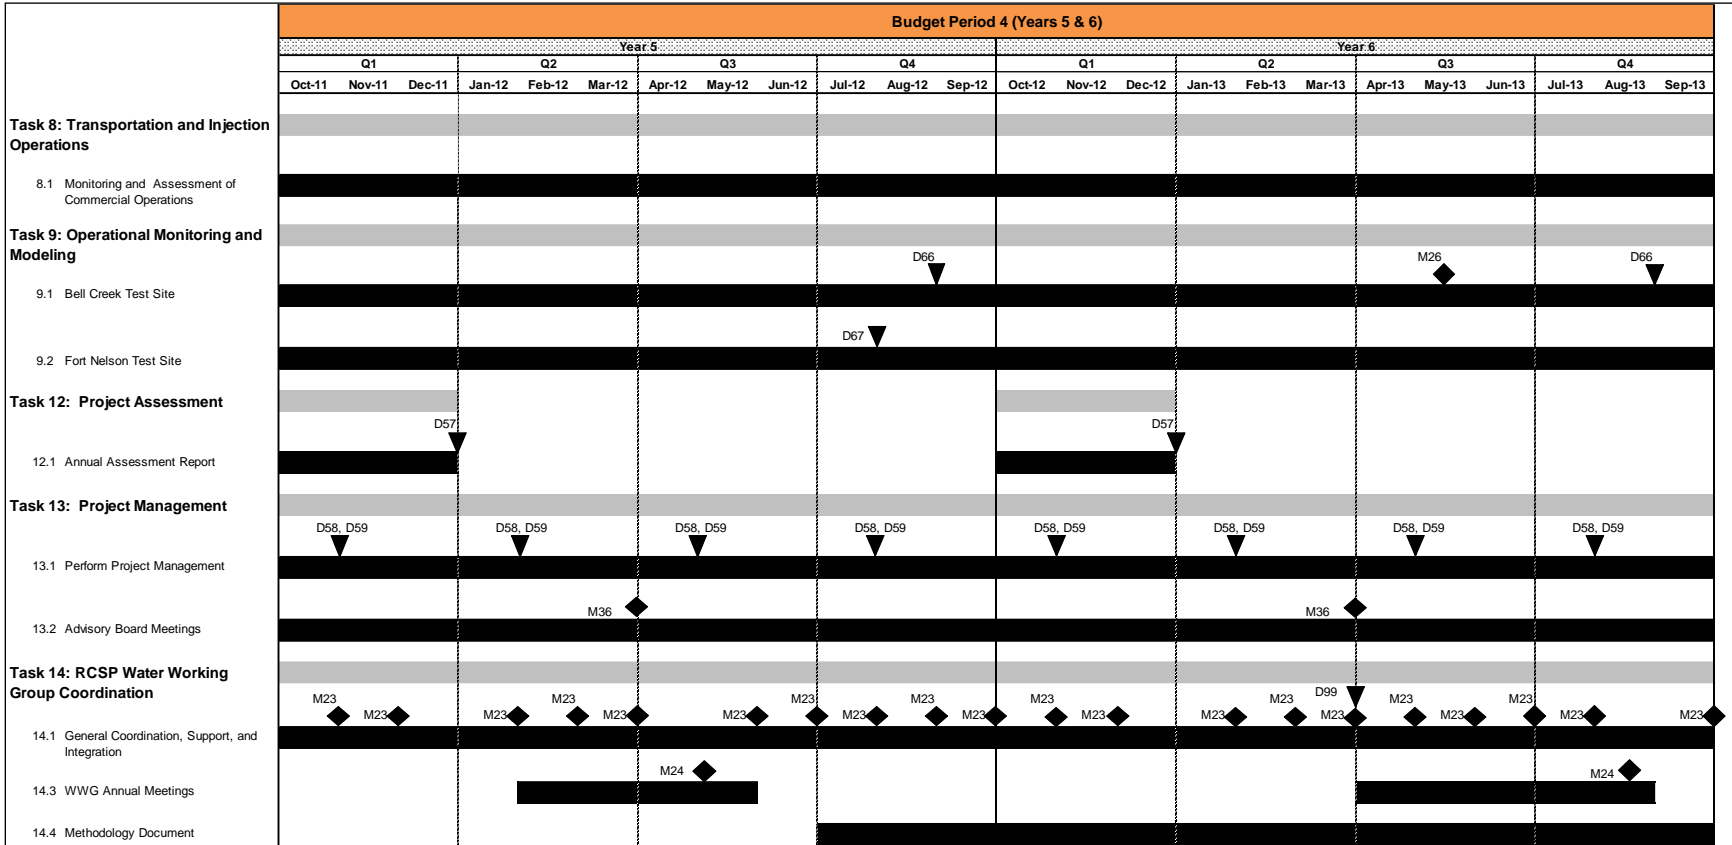 Budget Period 4 (Years 5 & 6)
Year 5 Year 6
Q1 Q2 Q3 Q4 Q1 Q2 Q3 Q4
Oct-11 Nov-11 Dec-11 Jan-12 Feb-12 Mar-12 Apr-12 May-12 Jun-12 Jul-12 Aug-12 Sep-12 Oct-12 Nov-12 Dec-12 Jan-13 Feb-13 Mar-13 Apr-13 May-13 Jun-13 Jul-13 Aug-13 Sep-13
Task 8: Transportation and Injection
Operations
8.1 Monitoring and Assessment of
Commercial Operations
Task 9: Operational Monitoring and
Modeling
D66 M26 D66
9.1 Bell Creek Test Site
D67
9.2 Fort Nelson Test Site
Task 12: Project Assessment
D57 D57
12.1 Annual Assessment Report
Task 13: Project Management
D58, D59 D58, D59 D58, D59 D58, D59 D58, D59 D58, D59 D58, D59 D58, D59
13.1 Perform Project Management
M36 M36
13.2 Advisory Board Meetings
Task 14: RCSP Water Working
Group Coordination
D99
M23 M23 M23 M23 M23 M23 M23 M23
M23 M23 M23 M23 M23 M23 M23 M23 M23 M23 M23 M23
14.1 General Coordination, Support, and
Integration
M24 M24
14.3 WWG Annual Meetings
14.4 Methodology Document